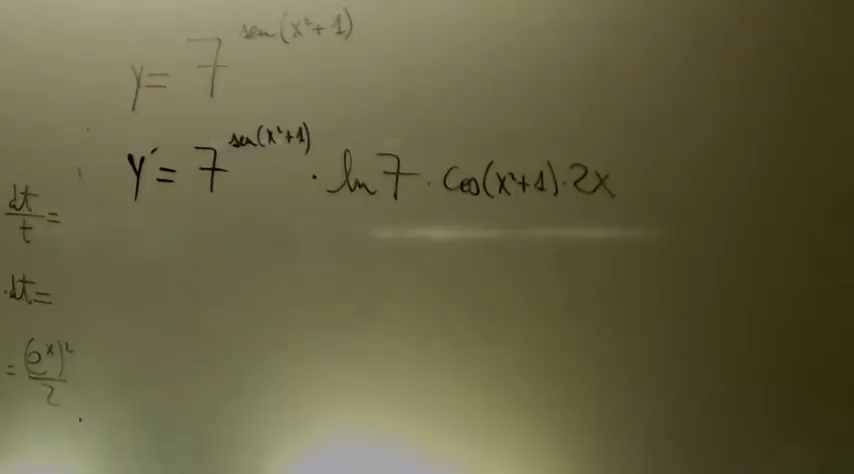 y = 7^sen(x²+1)
y' = 7^sen(x²+1) · ln 7 · cos(x²+1) · 2x
dt/t =
dt =
= (e^x)²/2